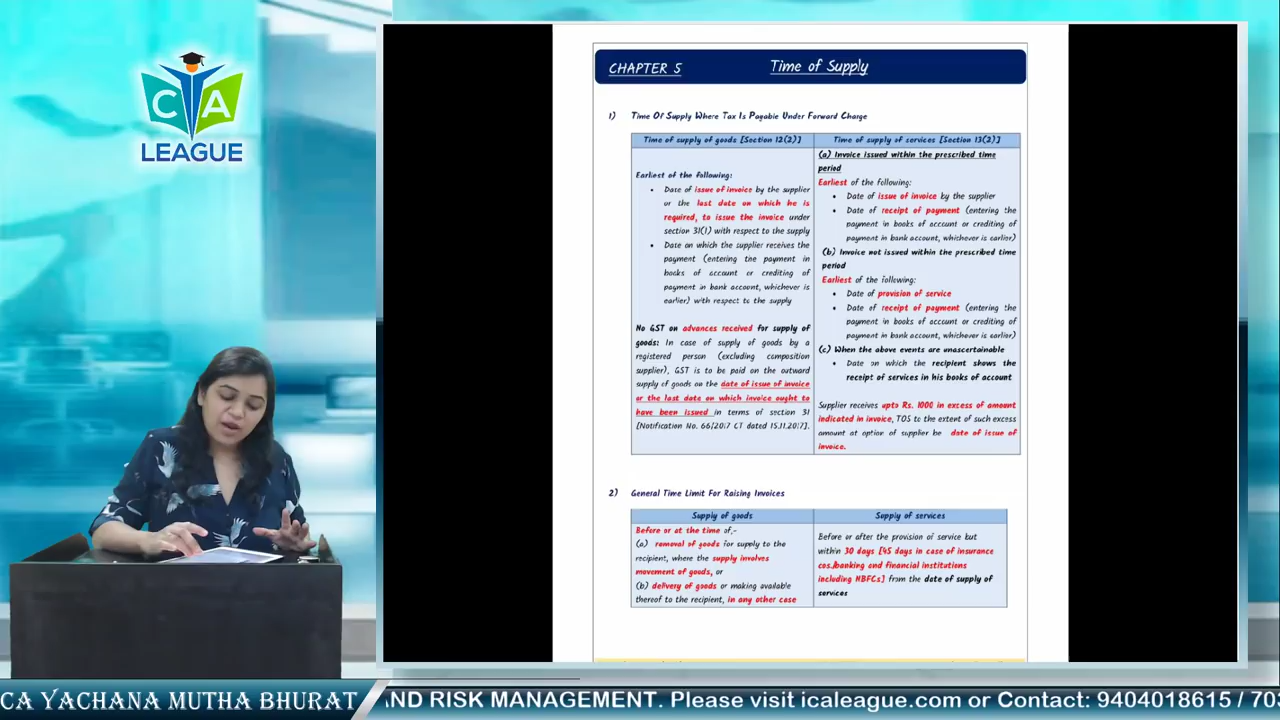 CA
LEAGUE
CHAPTER 5
Time of Supply
1) Time Of Supply Where Tax Is Payable Under Forward Charge
Time of supply of goods [Section 12(2)]
Earliest of the following:
• Date of issue of invoice by the supplier
or the last date on which he is
required, to issue the invoice under
section 31(1) with respect to the supply
• Date on which the supplier receives the
payment (entering the payment in
books of account or crediting of
payment in bank account, whichever is
earlier) with respect to the supply
No GST on advances received for supply of
goods: In case of supply of goods by a
registered person (excluding composition
supplier), GST is to be paid on the outward
supply of goods on the date of issue of invoice
or the last date on which invoice ought to
have been issued in terms of section 31
[Notification No. 66/2017 CT dated 15.11.2017].
Time of supply of services [Section 13(2)]
(a) Invoice issued within the prescribed time
period
Earliest of the following:
• Date of issue of invoice by the supplier
• Date of receipt of payment (entering the
payment in books of account or crediting of
payment in bank account, whichever is earlier)
(b) Invoice not issued within the prescribed time
period
Earliest of the following:
• Date of provision of service
• Date of receipt of payment (entering the
payment in books of account or crediting of
payment in bank account, whichever is earlier)
(c) When the above events are unascertainable
• Date on which the recipient shows the
receipt of services in his books of account
Supplier receives upto Rs. 1000 in excess of amount
indicated in invoice, TOS to the extent of such excess
amount at option of supplier be date of issue of
invoice.
2) General Time Limit For Raising Invoices
Supply of goods
Before or at the time of,-
(a) removal of goods for supply to the
recipient, where the supply involves
movement of goods, or
(b) delivery of goods or making available
thereof to the recipient, in any other case
Supply of services
Before or after the provision of service but
within 30 days [45 days in case of insurance
cos./banking and financial institutions
including NBFCs] from the date of supply of
services
CA YACHANA MUTHA BHURAT
AND RISK MANAGEMENT. Please visit icaleague.com or Contact: 9404018615 / 703